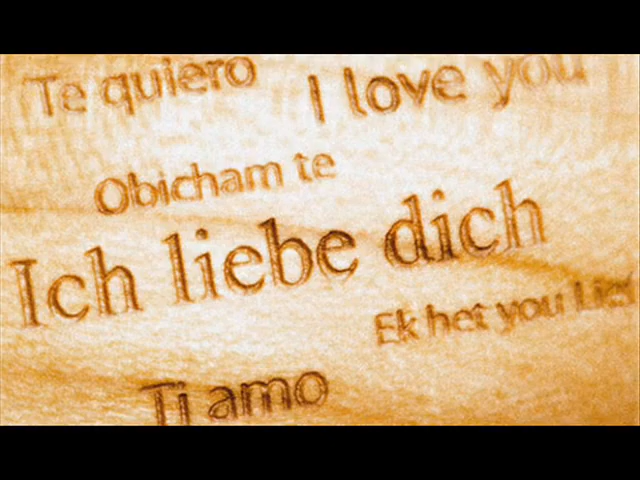 Te quiero
I love you
Obicham te
Ich liebe dich
Ek het you Lief
Ti amo